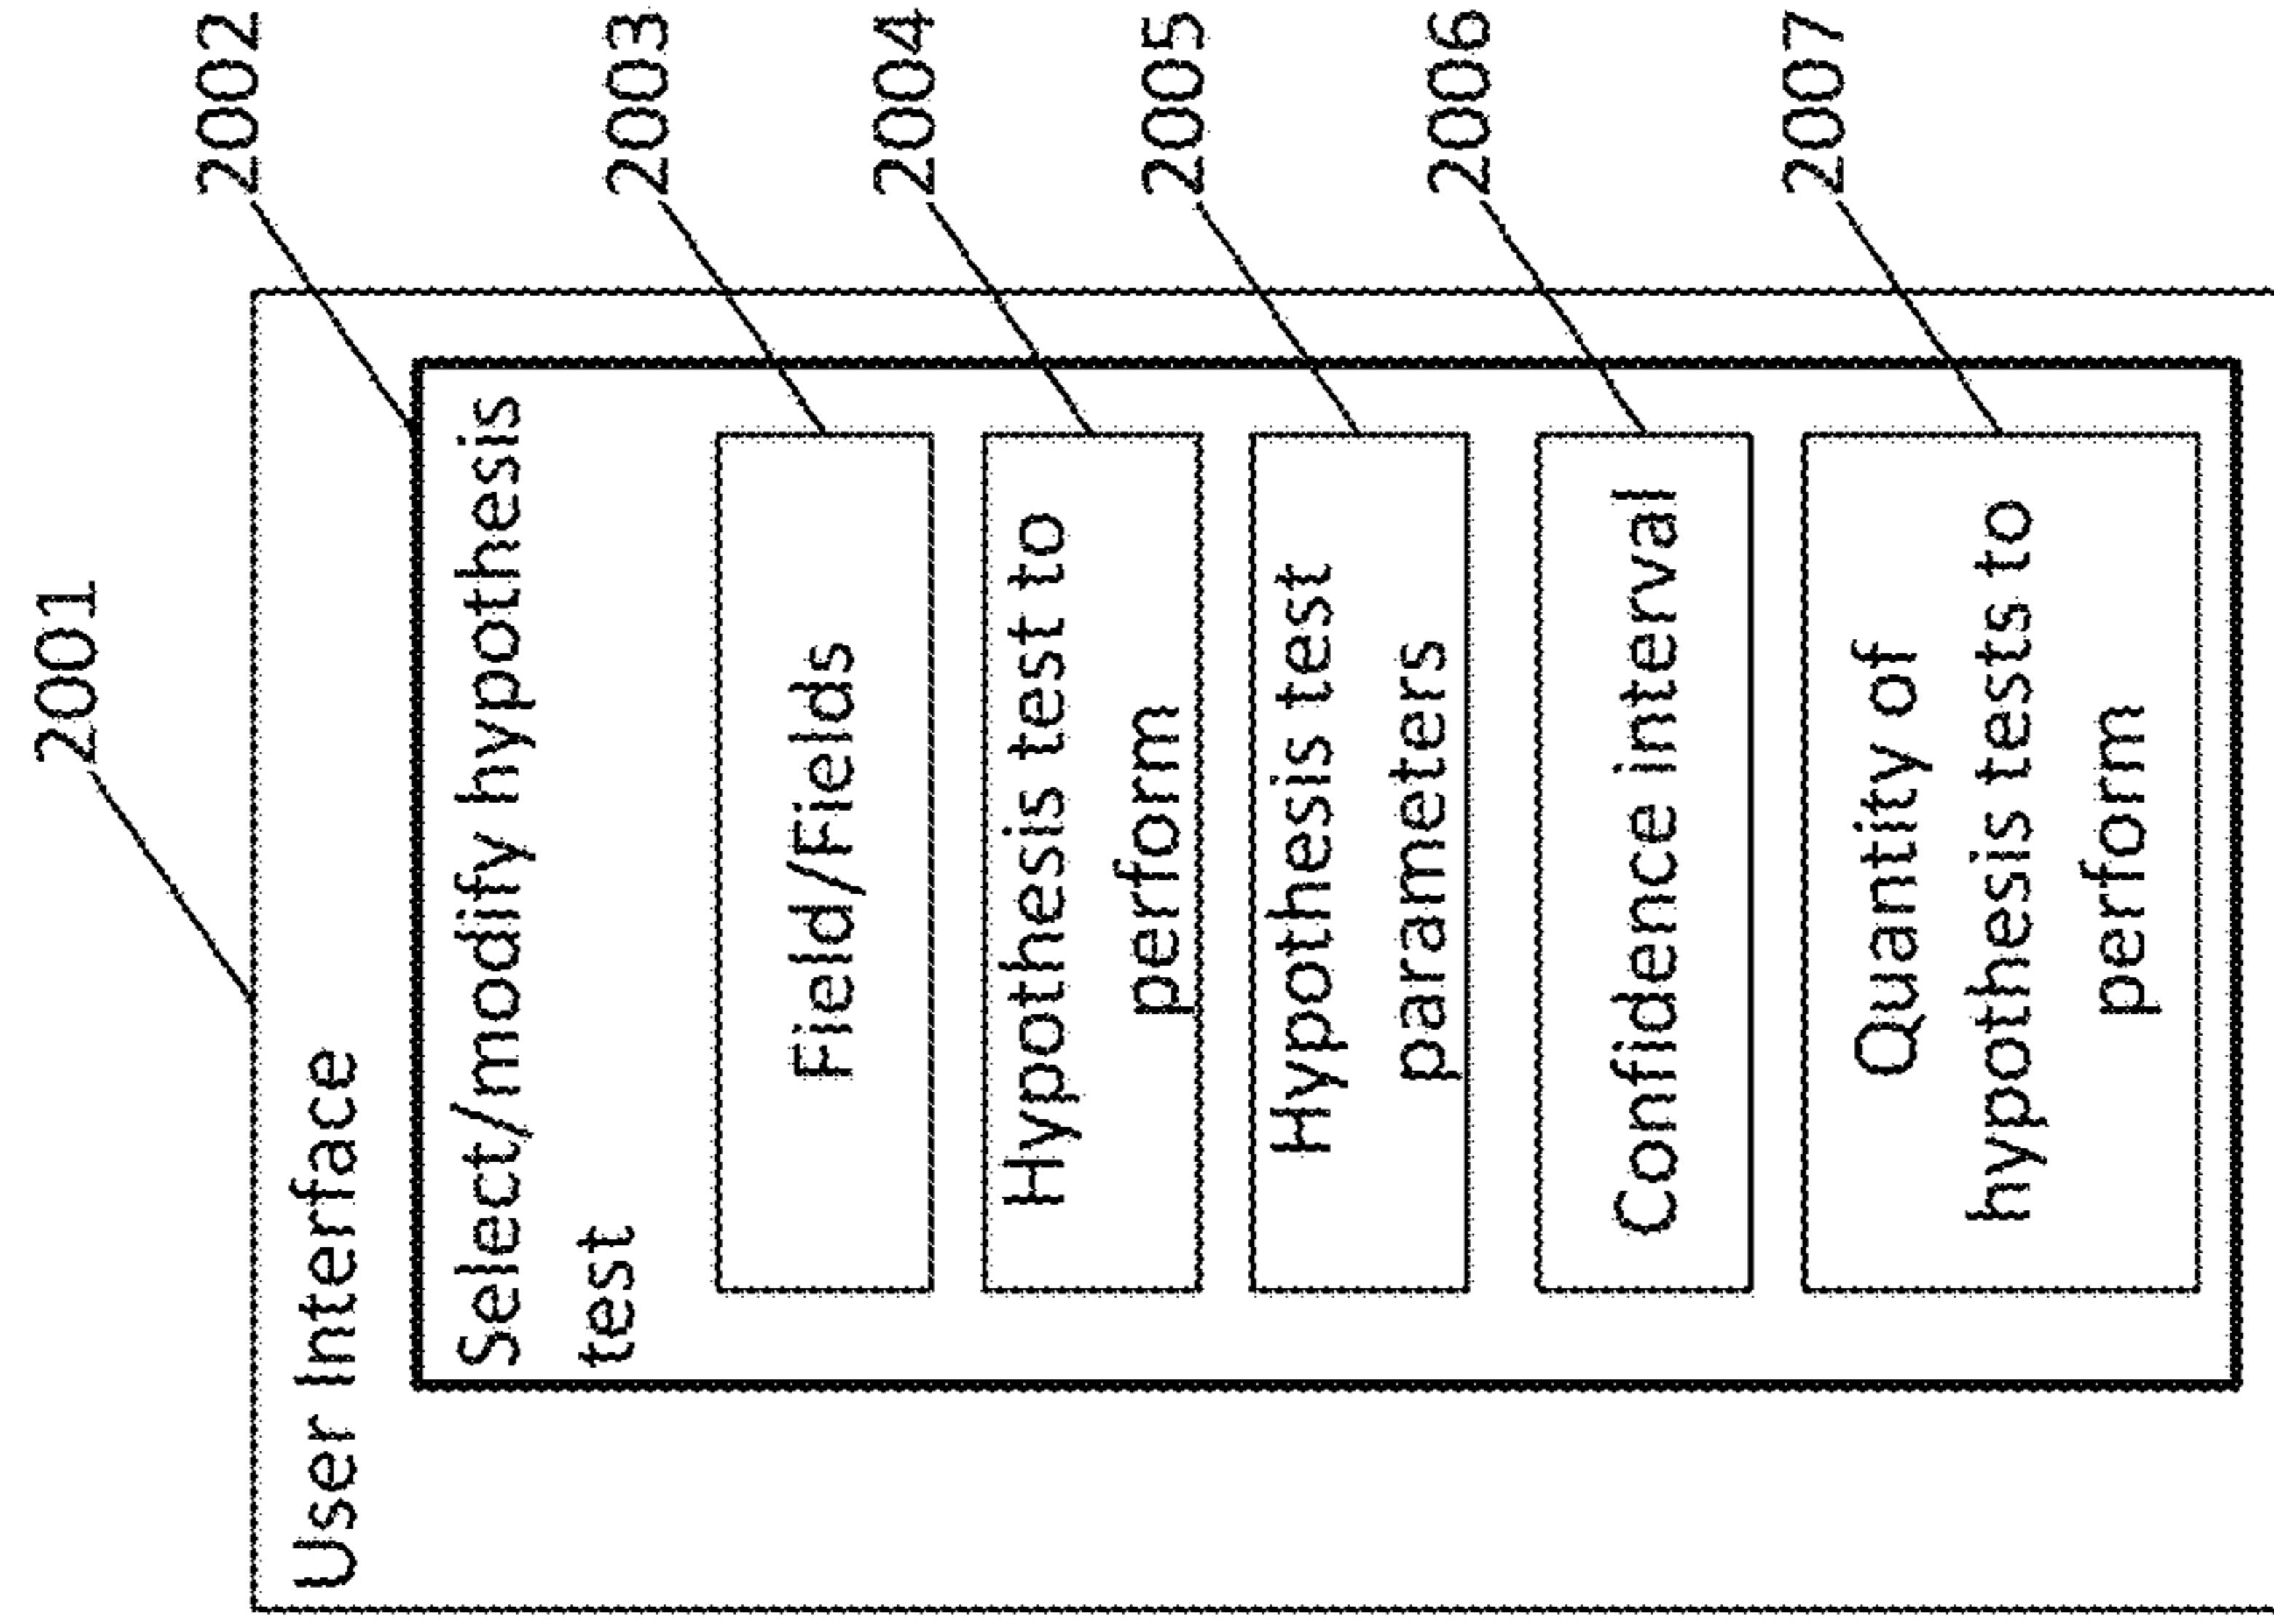 2001
User Interface
2002
Select/modify hypothesis
test
2003
Field/Fields
2004
Hypothesis test to
perform
2005
Hypothesis test
parameters
2006
Confidence interval
2007
Quantity of
hypothesis tests to
perform